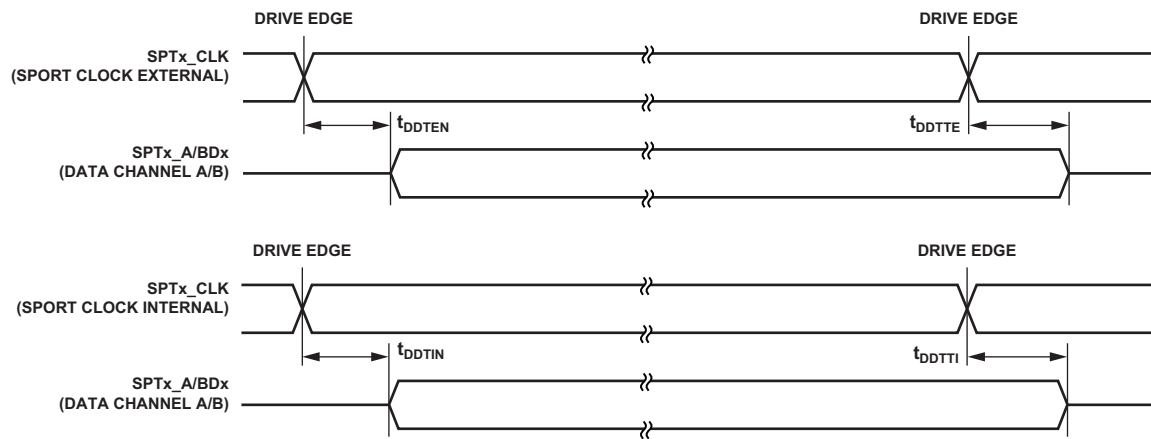 DRIVE EDGE DRIVE EDGE
SPTx_CLK
(SPORT CLOCK EXTERNAL)
tDDTEN tDDTTE
SPTx_A/BDx
(DATA CHANNEL A/B)
DRIVE EDGE DRIVE EDGE
SPTx_CLK
(SPORT CLOCK INTERNAL)
tDDTIN tDDTTI
SPTx_A/BDx
(DATA CHANNEL A/B)